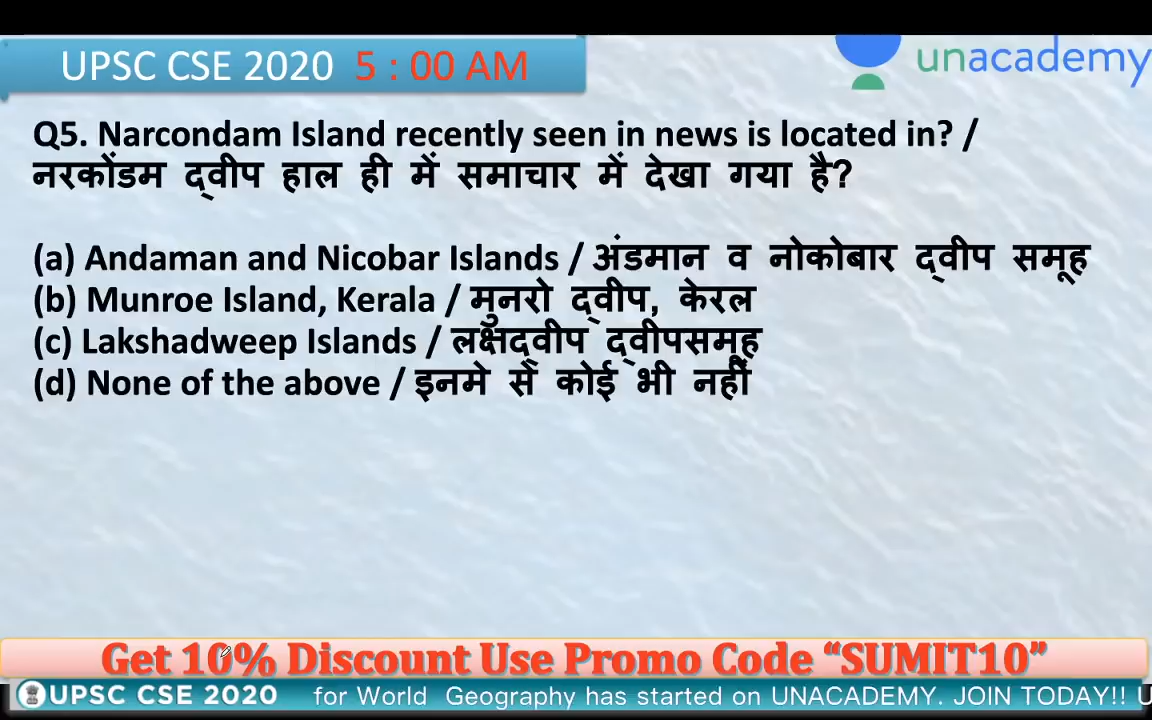 UPSC CSE 2020 5 : 00 AM
unacademy
Q5. Narcondam Island recently seen in news is located in? /
नरकोंडम द्वीप हाल ही में समाचार में देखा गया है?
(a) Andaman and Nicobar Islands / अंडमान व नोकोबार द्वीप समूह
(b) Munroe Island, Kerala / मुनरो द्वीप, केरल
(c) Lakshadweep Islands / लक्षद्वीप द्वीपसमूह
(d) None of the above / इनमे से कोई भी नहीं
Get 10% Discount Use Promo Code “SUMIT10”
UPSC CSE 2020 for World Geography has started on UNACADEMY. JOIN TODAY!! U